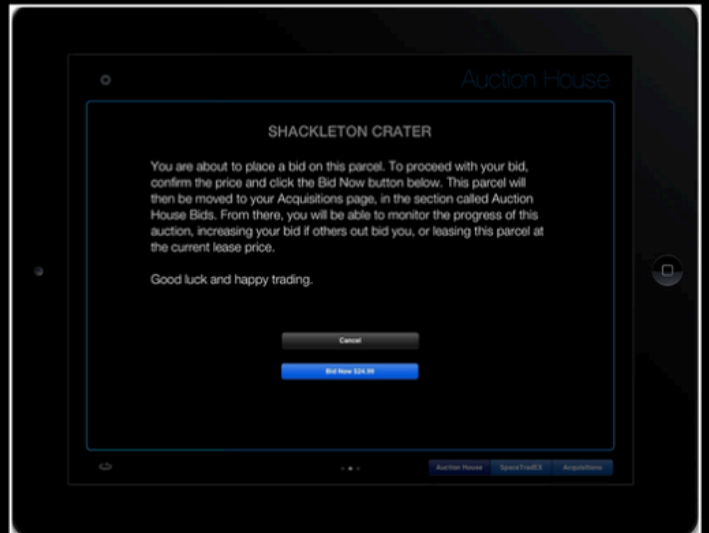 Auction House
SHACKLETON CRATER
You are about to place a bid on this parcel. To proceed with your bid,
confirm the price and click the Bid Now button below. This parcel will
then be moved to your Acquisitions page, in the section called Auction
House Bids. From there, you will be able to monitor the progress of this
auction, increasing your bid if others out bid you, or leasing this parcel at
the current lease price.
Good luck and happy trading.
Cancel
Bid Now $24.99
Auction House SpaceTradEX Acquisitions